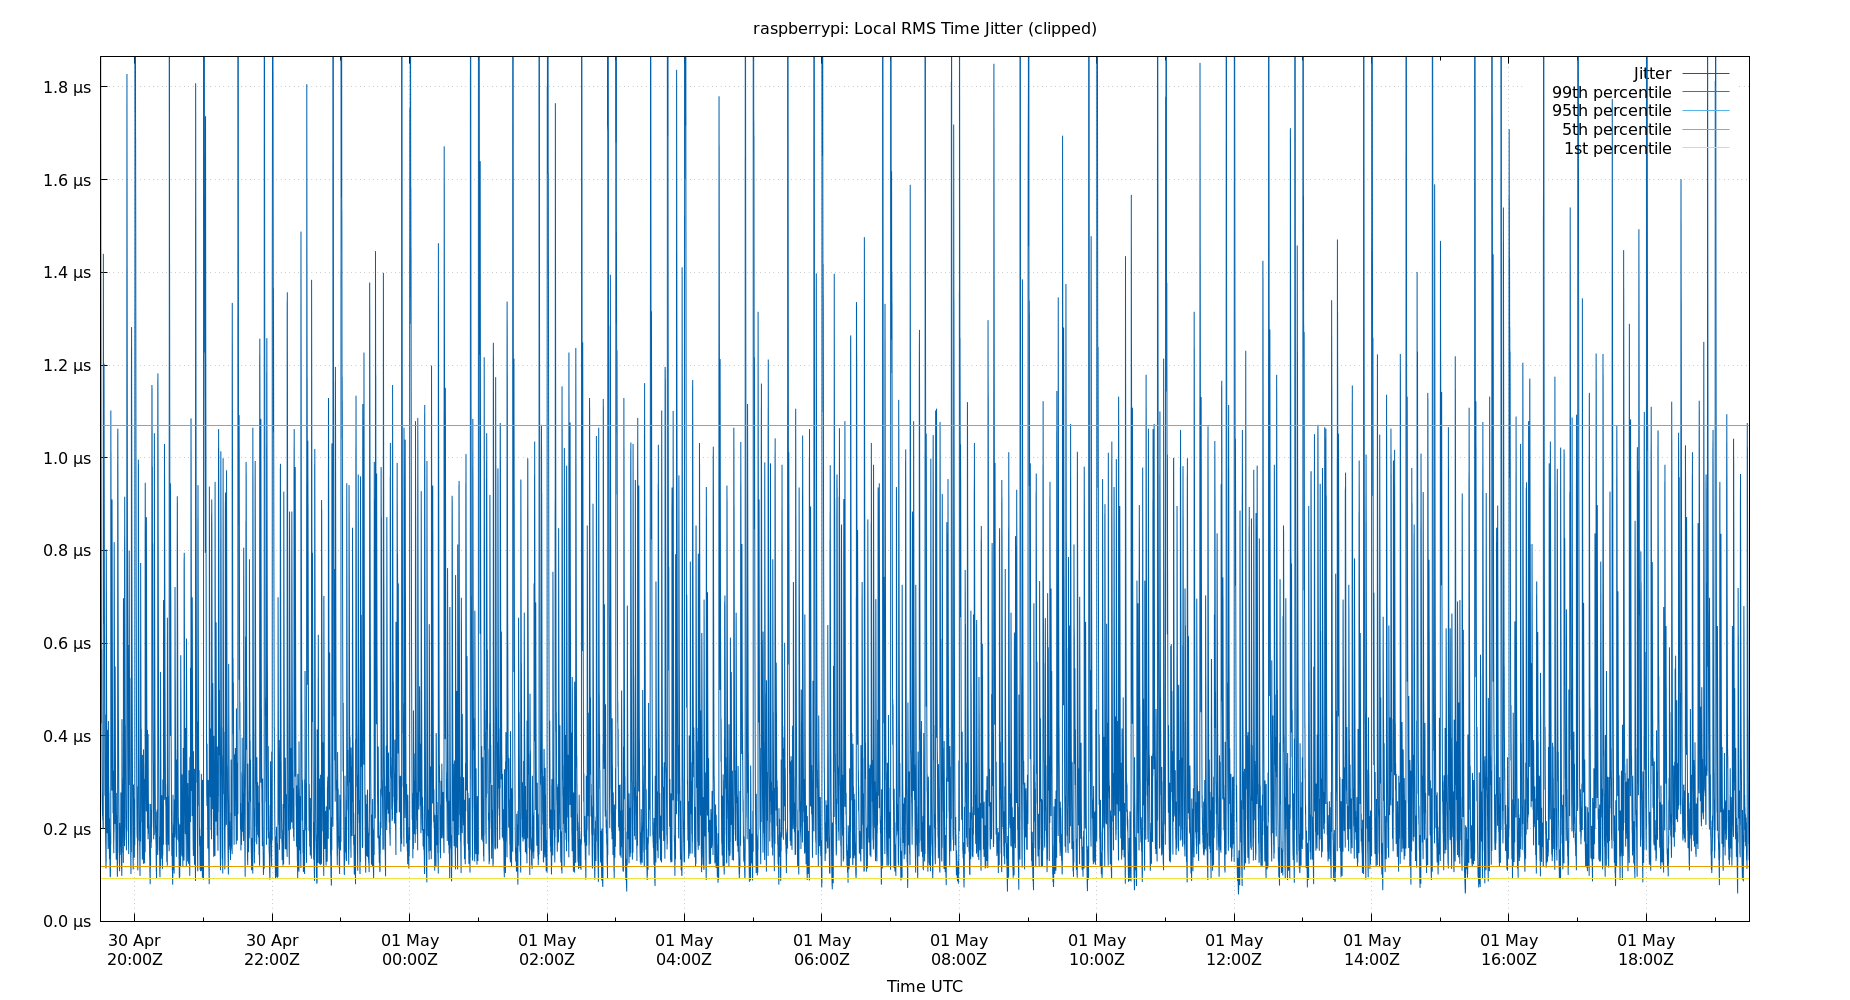 raspberrypi: Local RMS Time Jitter (clipped)
1.8 µs
1.6 µs
1.4 µs
1.2 µs
1.0 µs
0.8 µs
0.6 µs
0.4 µs
0.2 µs
0.0 µs
Jitter
99th percentile
95th percentile
5th percentile
1st percentile
30 Apr 30 Apr 01 May 01 May 01 May 01 May 01 May 01 May 01 May 01 May 01 May 01 May
20:00Z 22:00Z 00:00Z 02:00Z 04:00Z 06:00Z 08:00Z 10:00Z 12:00Z 14:00Z 16:00Z 18:00Z
Time UTC